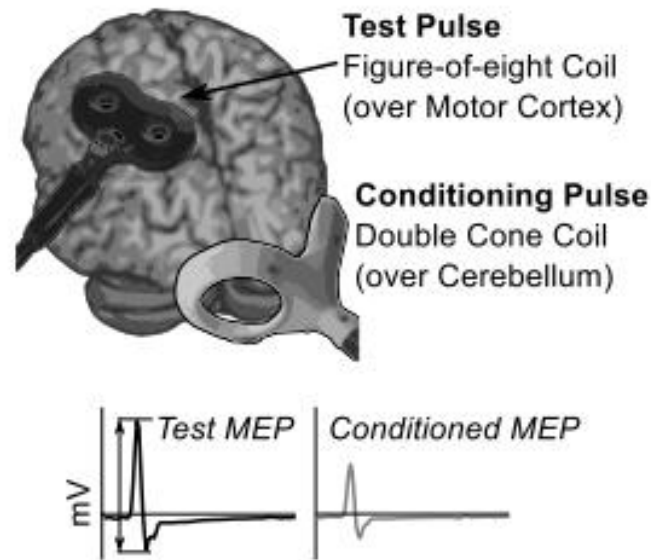 Test Pulse
Figure-of-eight Coil
(over Motor Cortex)
Conditioning Pulse
Double Cone Coil
(over Cerebellum)
Test MEP
Conditioned MEP
mV